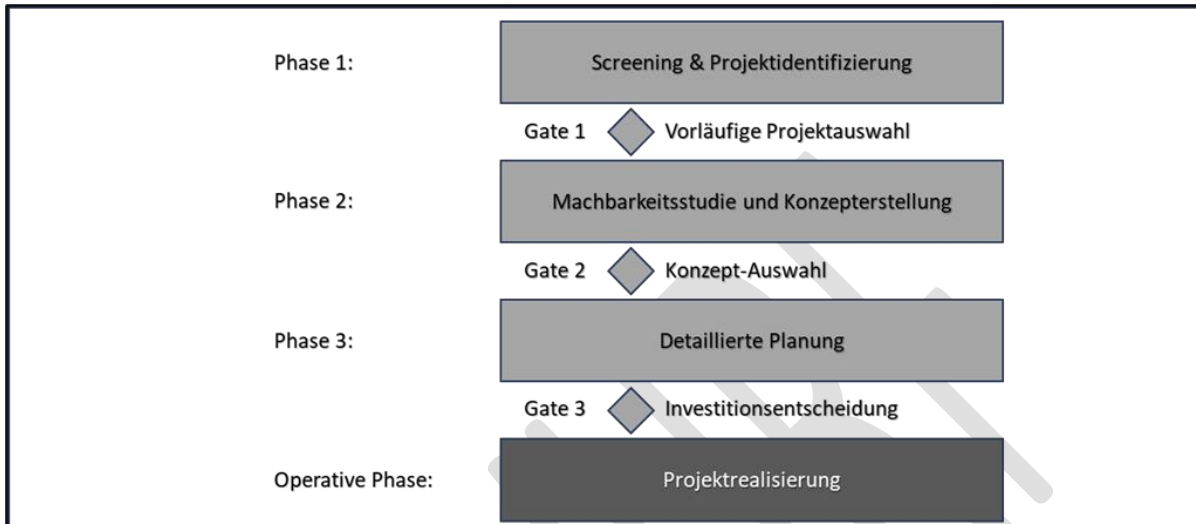 Phase 1: Screening & Projektidentifizierung
Gate 1 Vorläufige Projektauswahl
Phase 2: Machbarkeitsstudie und Konzepterstellung
Gate 2 Konzept-Auswahl
Phase 3: Detaillierte Planung
Gate 3 Investitionsentscheidung
Operative Phase: Projektrealisierung